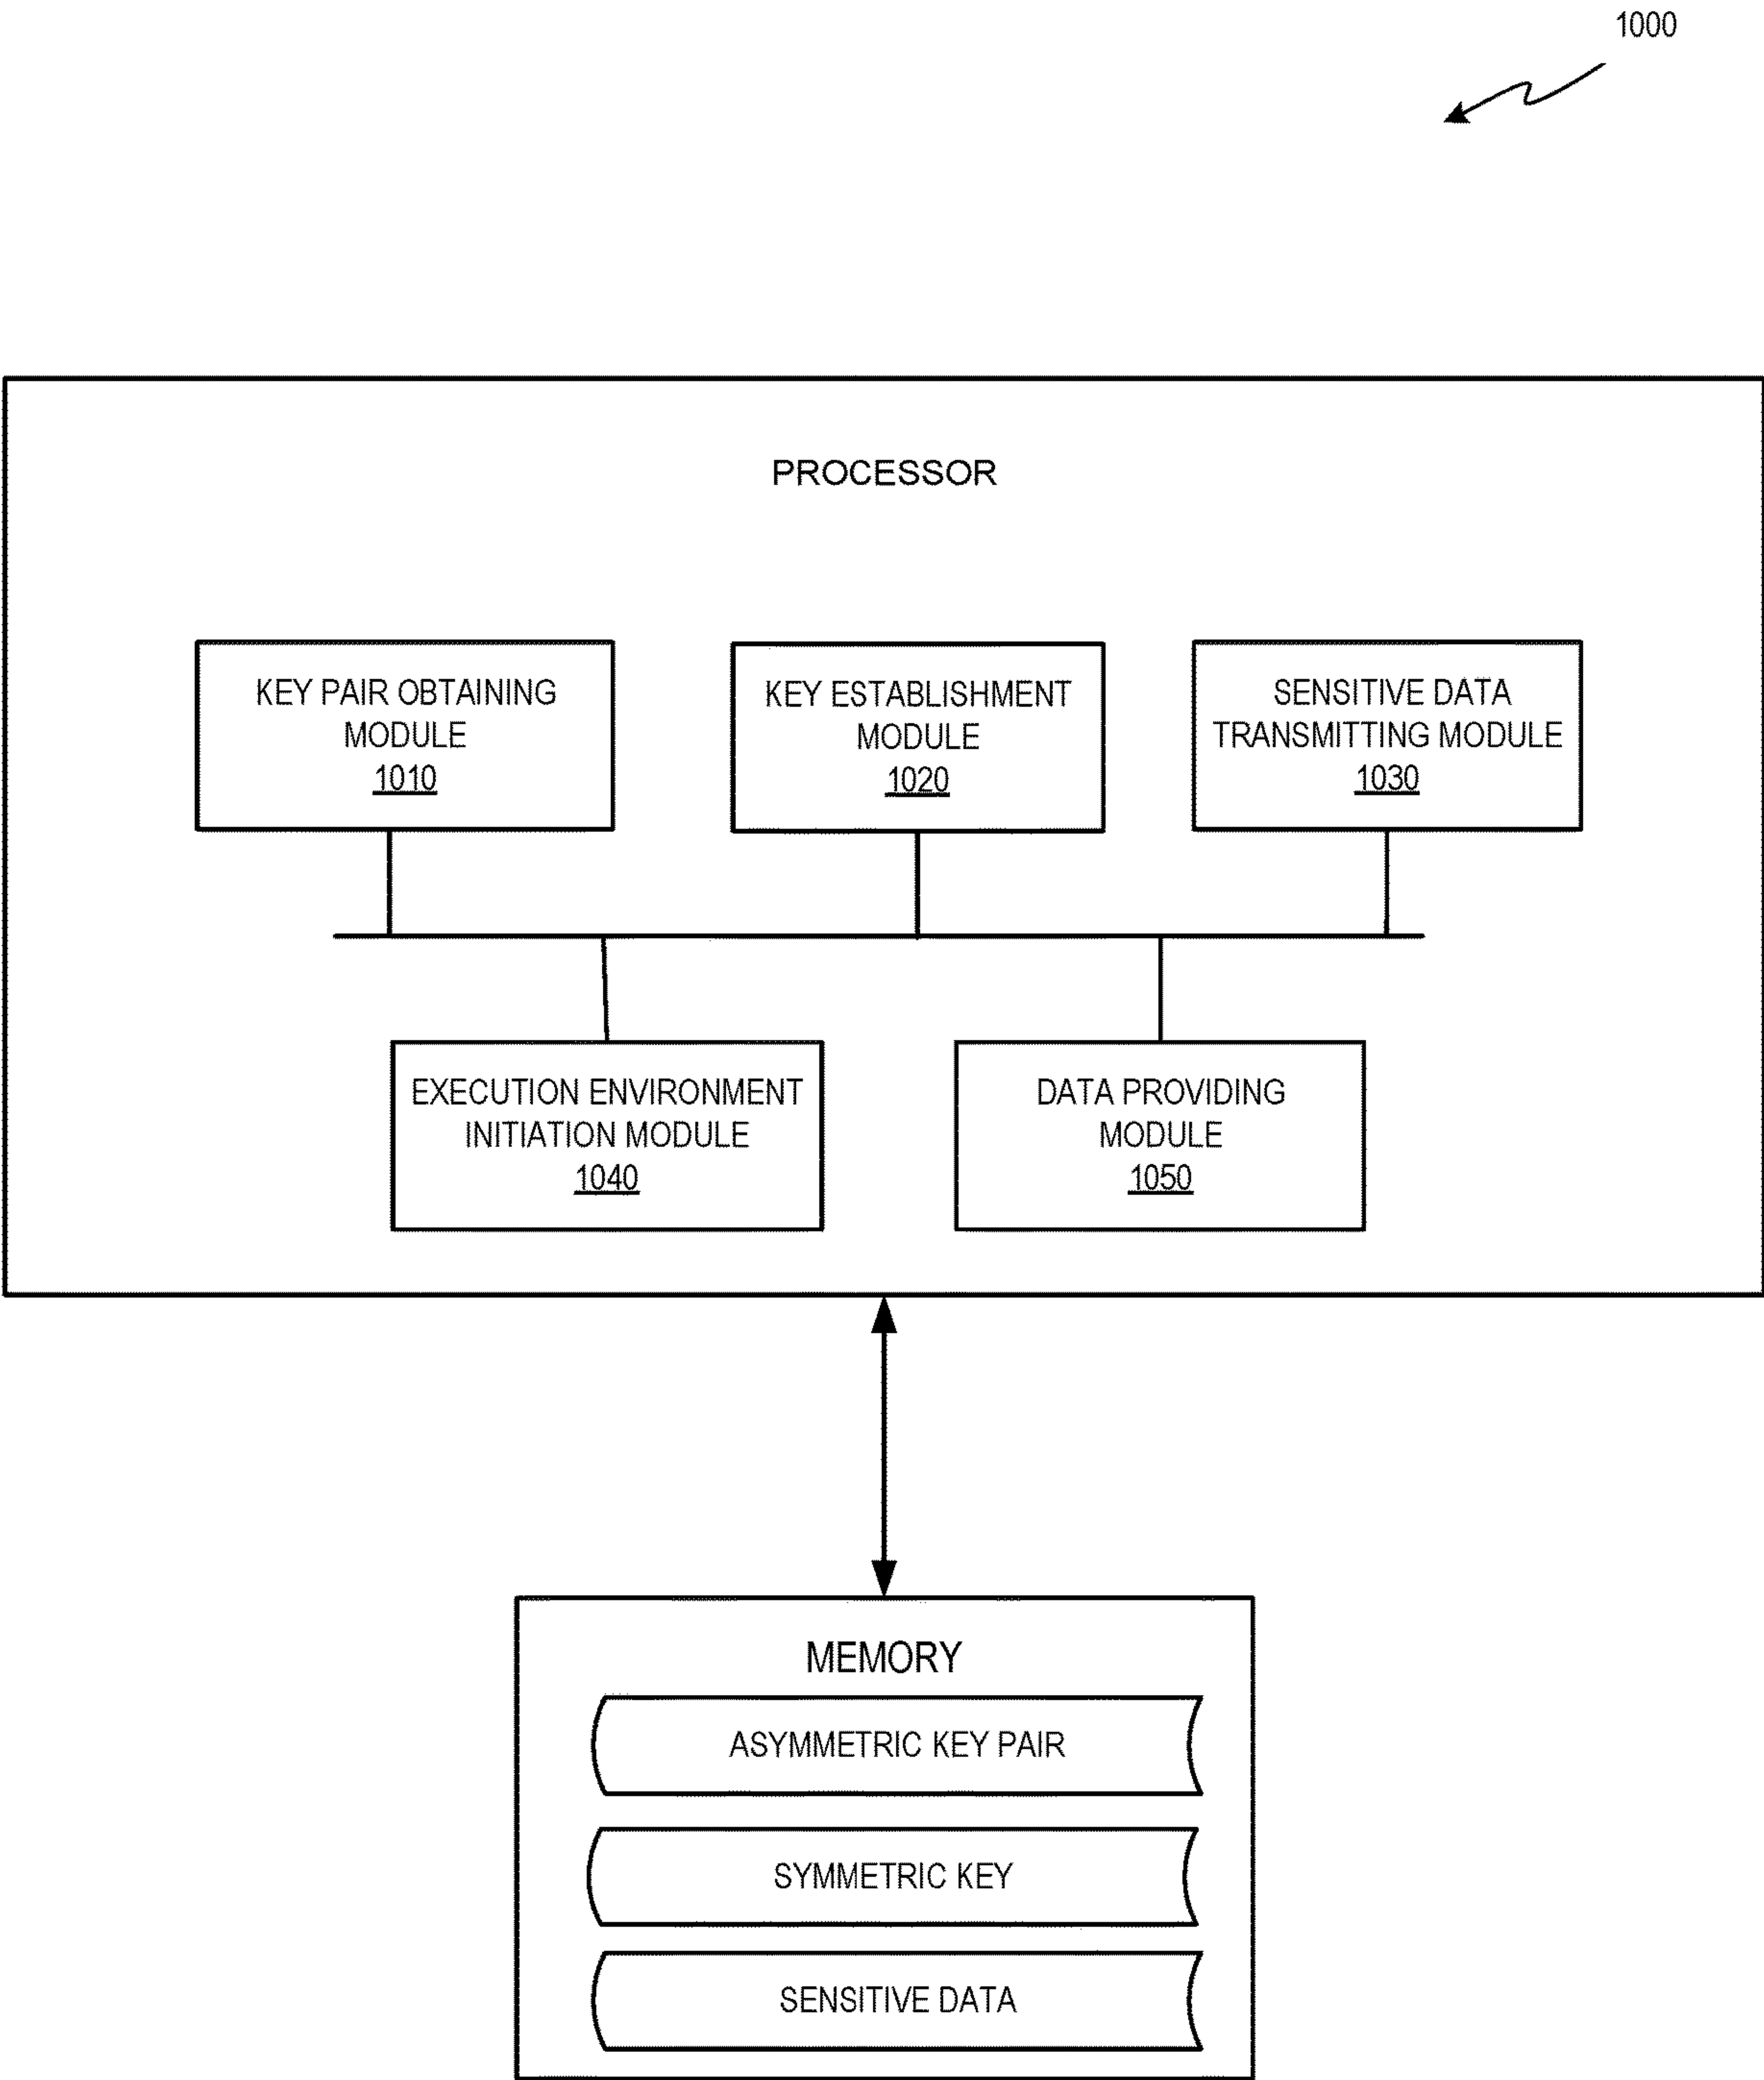 1000
PROCESSOR
KEY PAIR OBTAINING
MODULE
1010
KEY ESTABLISHMENT
MODULE
1020
SENSITIVE DATA
TRANSMITTING MODULE
1030
EXECUTION ENVIRONMENT
INITIATION MODULE
1040
DATA PROVIDING
MODULE
1050
MEMORY
ASYMMETRIC KEY PAIR
SYMMETRIC KEY
SENSITIVE DATA